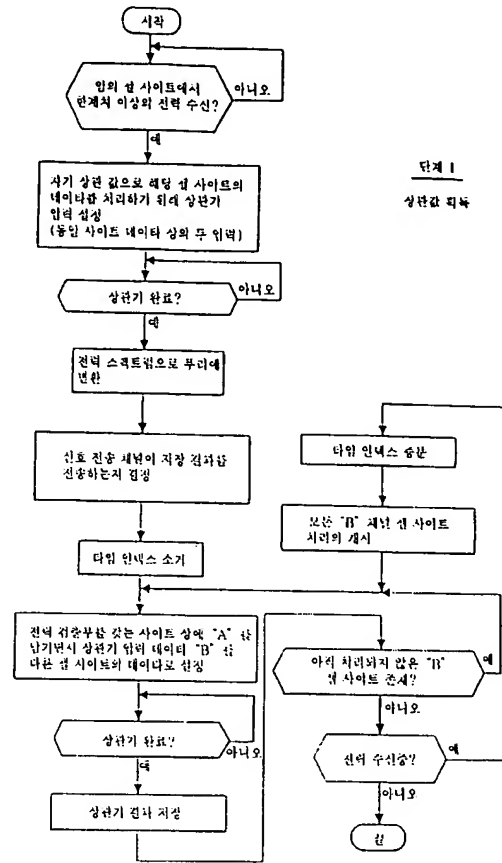 시작
임의 셀 사이트에서
한계치 이상의 전력 수신?
아니오
예
단계 1
상관값 획득
자기 상관 값으로 해당 셀 사이트의
데이타를 처리하기 위해 상관기
입력 설정
(동일 사이트 데이타 상의 두 입력)
상관기 완료?
아니오
예
전력 스펙트럼으로 푸리에
변환
신호 전송 채널이 저장 결과를
전송하는지 결정
타임 인덱스 소기
타임 인덱스 증분
모든 "B" 채널 셀 사이트
처리의 개시
전력 검출부를 갖는 사이트 상에 "A" 를
남기면서 상관기 입력 데이타 "B" 를
다른 셀 사이트의 데이타로 설정
상관기 완료?
아니오
예
상관기 결과 저장
아직 처리되지 않은 "B"
셀 사이트 존재?
예
아니오
전력 수신중?
예
아니오
끝